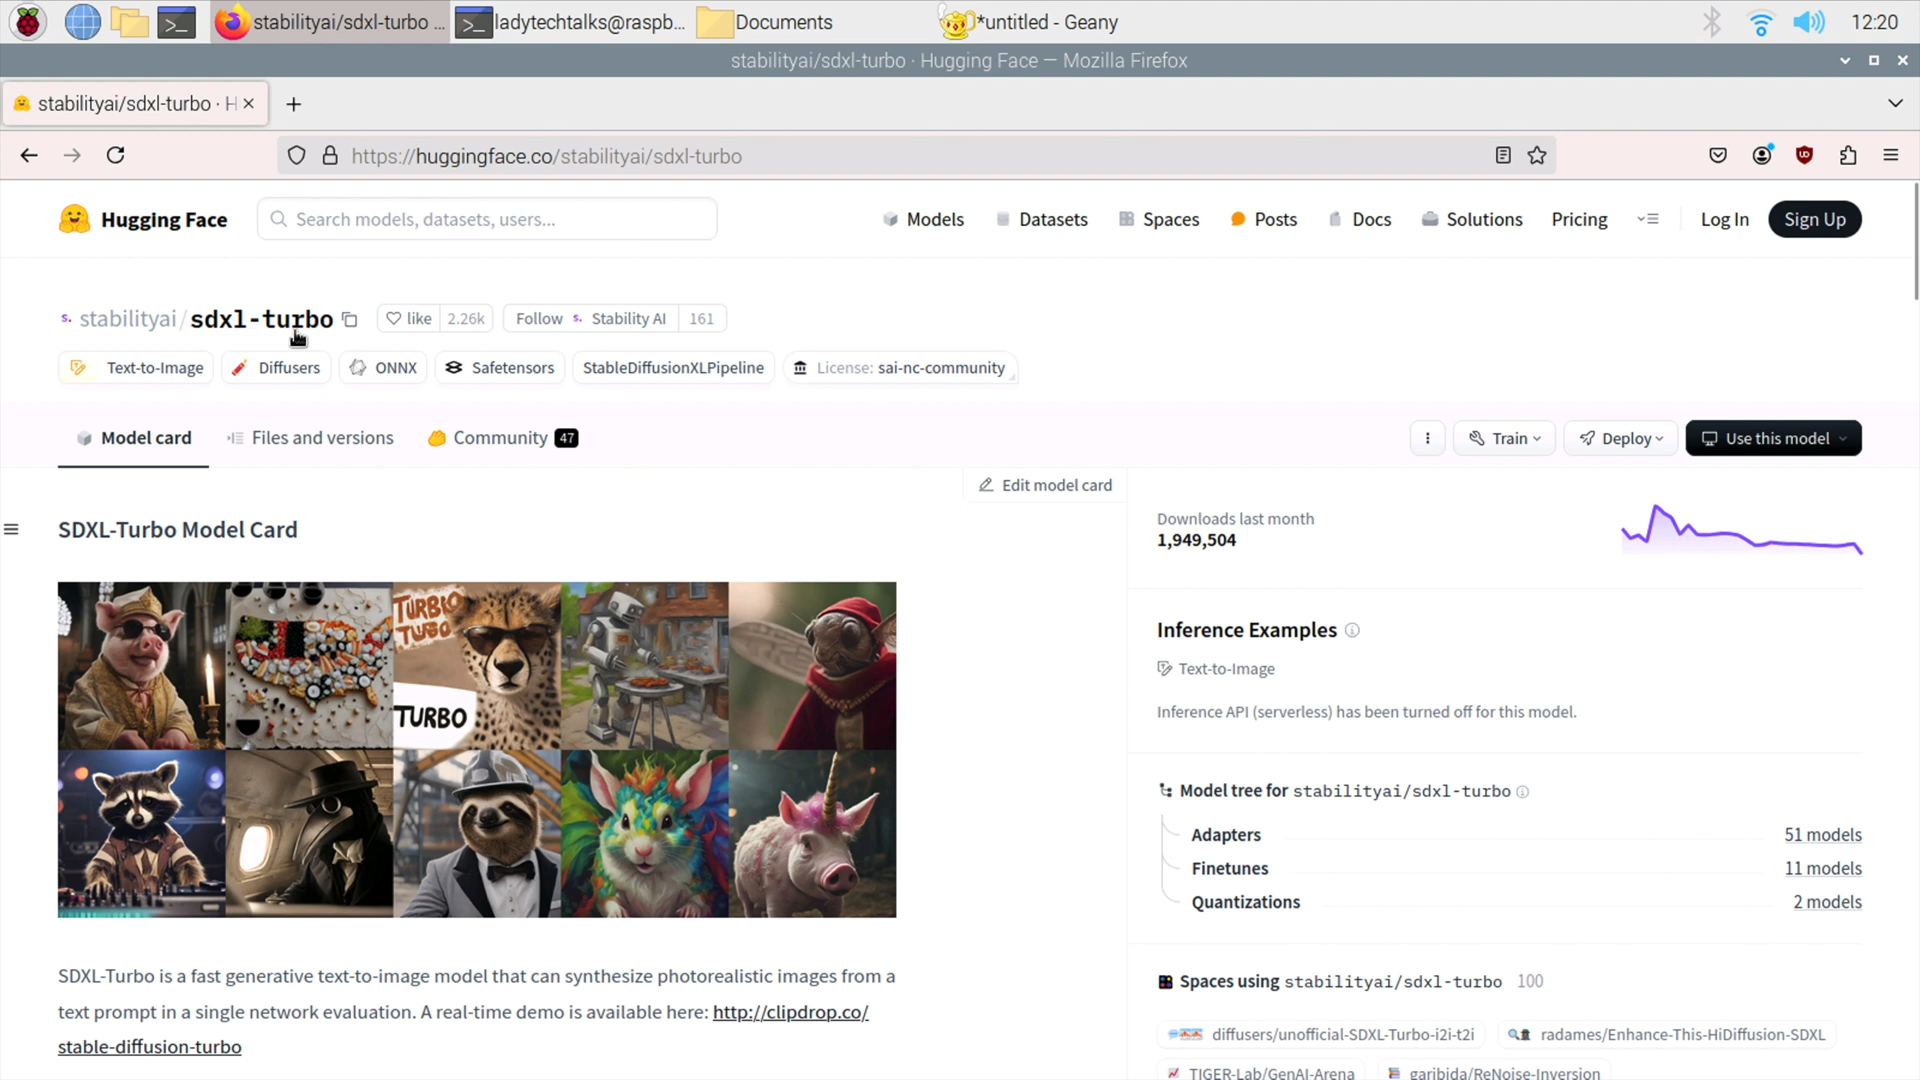 stabilityai/sdxl-turbo ...
ladytechtalks@raspb...
Documents
*untitled - Geany
12:20
stabilityai/sdxl-turbo · Hugging Face — Mozilla Firefox
stabilityai/sdxl-turbo · H
https://huggingface.co/stabilityai/sdxl-turbo
Hugging Face
Search models, datasets, users...
Models
Datasets
Spaces
Posts
Docs
Solutions
Pricing
Log In
Sign Up
stabilityai/sdxl-turbo
like 2.26k
Follow Stability AI 161
Text-to-Image
Diffusers
ONNX
Safetensors
StableDiffusionXLPipeline
License: sai-nc-community
Model card
Files and versions
Community 47
Train
Deploy
Use this model
Edit model card
SDXL-Turbo Model Card
TURBO
SDXL-Turbo is a fast generative text-to-image model that can synthesize photorealistic images from a
text prompt in a single network evaluation. A real-time demo is available here: http://clipdrop.co/
stable-diffusion-turbo
Downloads last month
1,949,504
Inference Examples
Text-to-Image
Inference API (serverless) has been turned off for this model.
Model tree for stabilityai/sdxl-turbo
Adapters 51 models
Finetunes 11 models
Quantizations 2 models
Spaces using stabilityai/sdxl-turbo 100
diffusers/unofficial-SDXL-Turbo-i2i-t2i
radames/Enhance-This-HiDiffusion-SDXL
TIGER-Lab/GenAI-Arena
garibida/ReNoise-Inversion